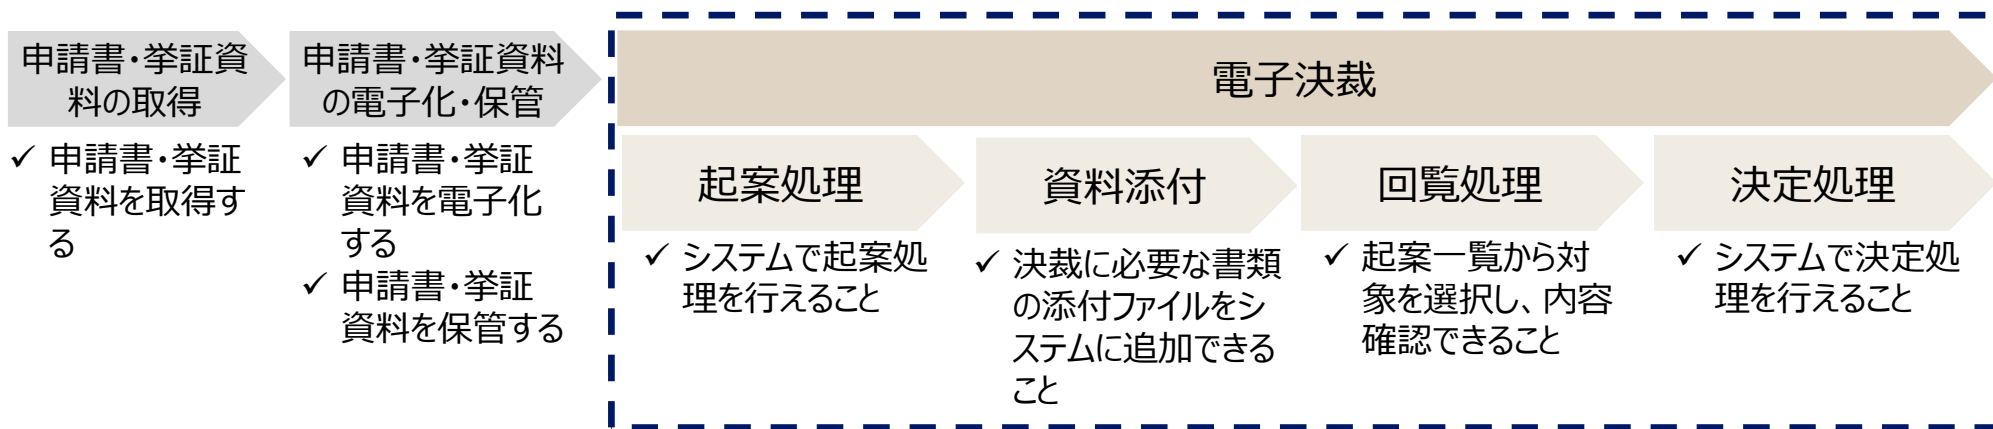 申請書・挙証資
料の取得
✓ 申請書・挙証
資料を取得す
る
申請書・挙証資料
の電子化・保管
✓ 申請書・挙証
資料を電子化
する
✓ 申請書・挙証
資料を保管する
電子決裁
起案処理
✓ システムで起案処
理を行えること
資料添付
✓ 決裁に必要な書類
の添付ファイルをシ
ステムに追加できる
こと
回覧処理
✓ 起案一覧から対
象を選択し、内容
確認できること
決定処理
✓ システムで決定処
理を行えること